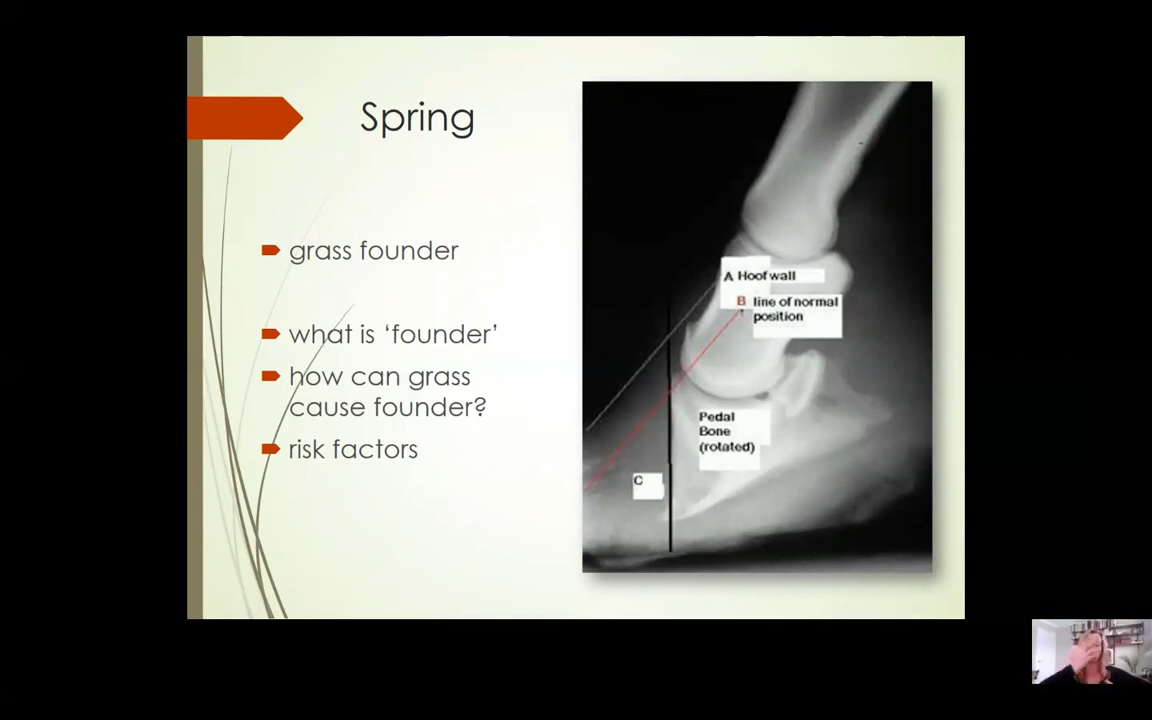 Spring
grass founder
what is ‘founder’
how can grass
cause founder?
risk factors
A Hoof wall
B line of normal
position
Pedal
Bone
(rotated)
C